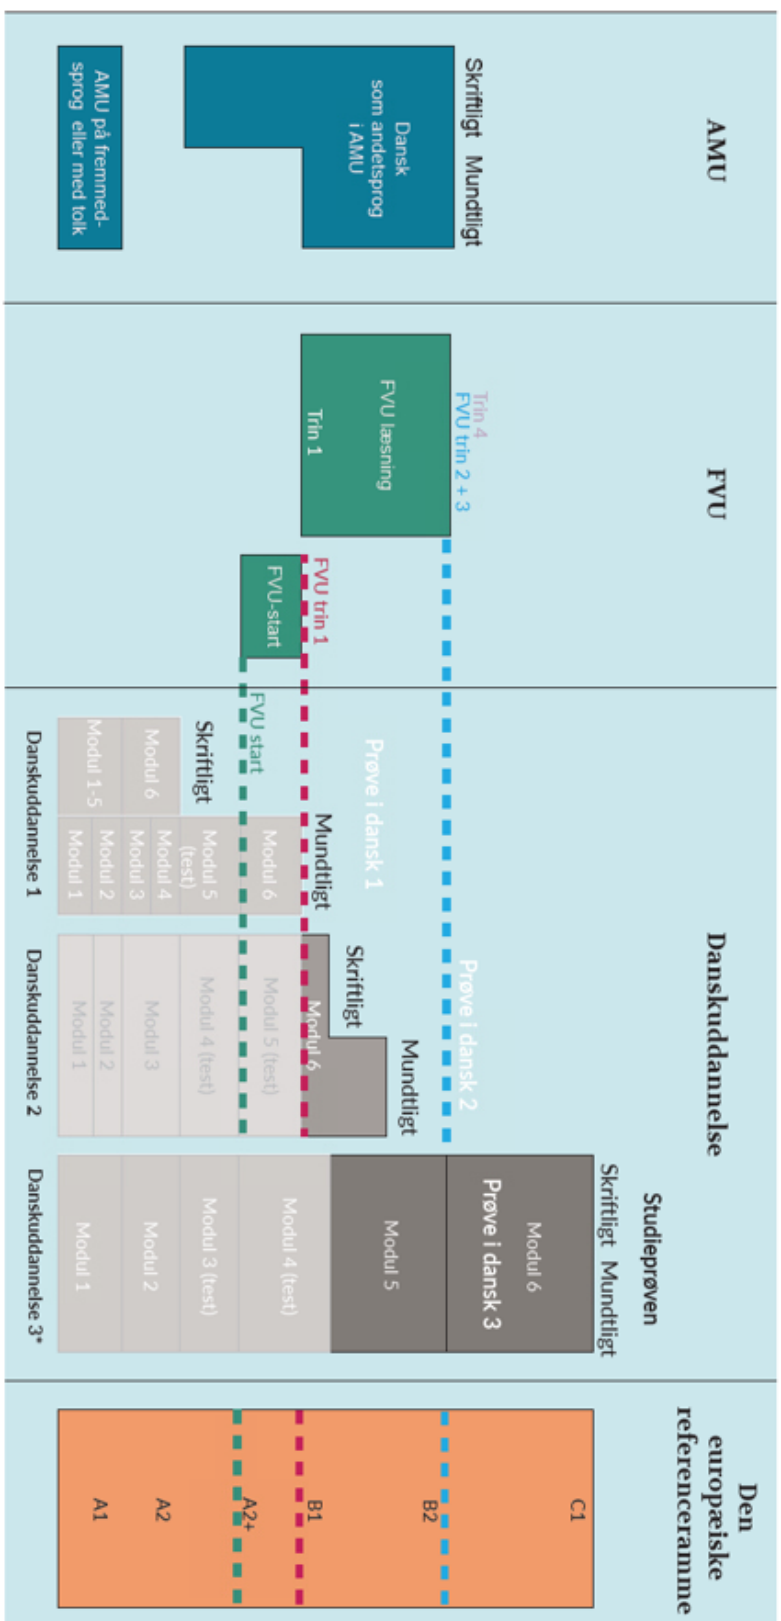 AMU
Skriftligt Mundtligt
Dansk
som andetsprog
i AMU
AMU på fremmed-
sprog eller med tolk
FVU
Trin 4
FVU trin 2 + 3
FVU læsning
Trin 1
FVU trin 1
FVU-start
Danskuddannelse
FVU start
Prøve i dansk 1
Skriftligt
Modul 6
Modul 1-5
Mundtligt
Modul 6
Modul 5
(test)
Modul 4
Modul 3
Modul 2
Modul 1
Danskuddannelse 1
Prøve i dansk 2
Skriftligt
Mundtligt
Modul 6
Modul 5 (test)
Modul 4 (test)
Modul 3
Modul 2
Modul 1
Danskuddannelse 2
Studieprøven
Skriftligt Mundtligt
Modul 6
Prøve i dansk 3
Modul 5
Modul 4 (test)
Modul 3 (test)
Modul 2
Modul 1
Danskuddannelse 3*
Den
europæiske
referenceramme
C1
B2
B1
A2+
A2
A1